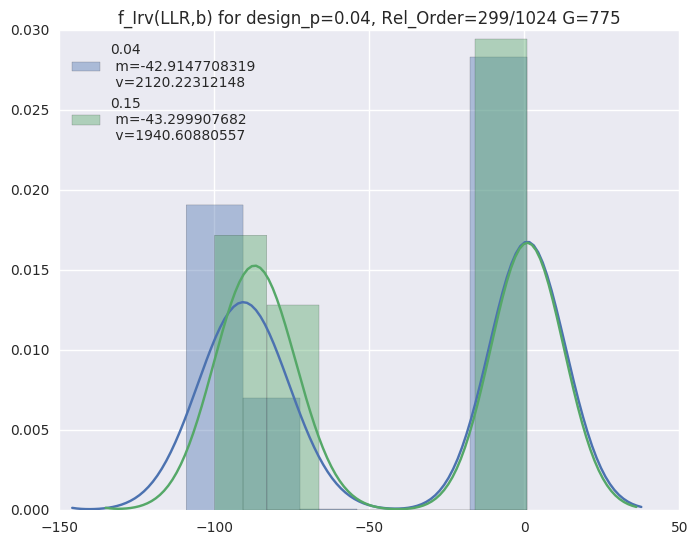 f_Irv(LLR,b) for design_p=0.04, Rel_Order=299/1024 G=775
0.04
m=-42.9147708319
v=2120.22312148
0.15
m=-43.299907682
v=1940.60880557
0.030
0.025
0.020
0.015
0.010
0.005
0.000
−150
−100
−50
0
50